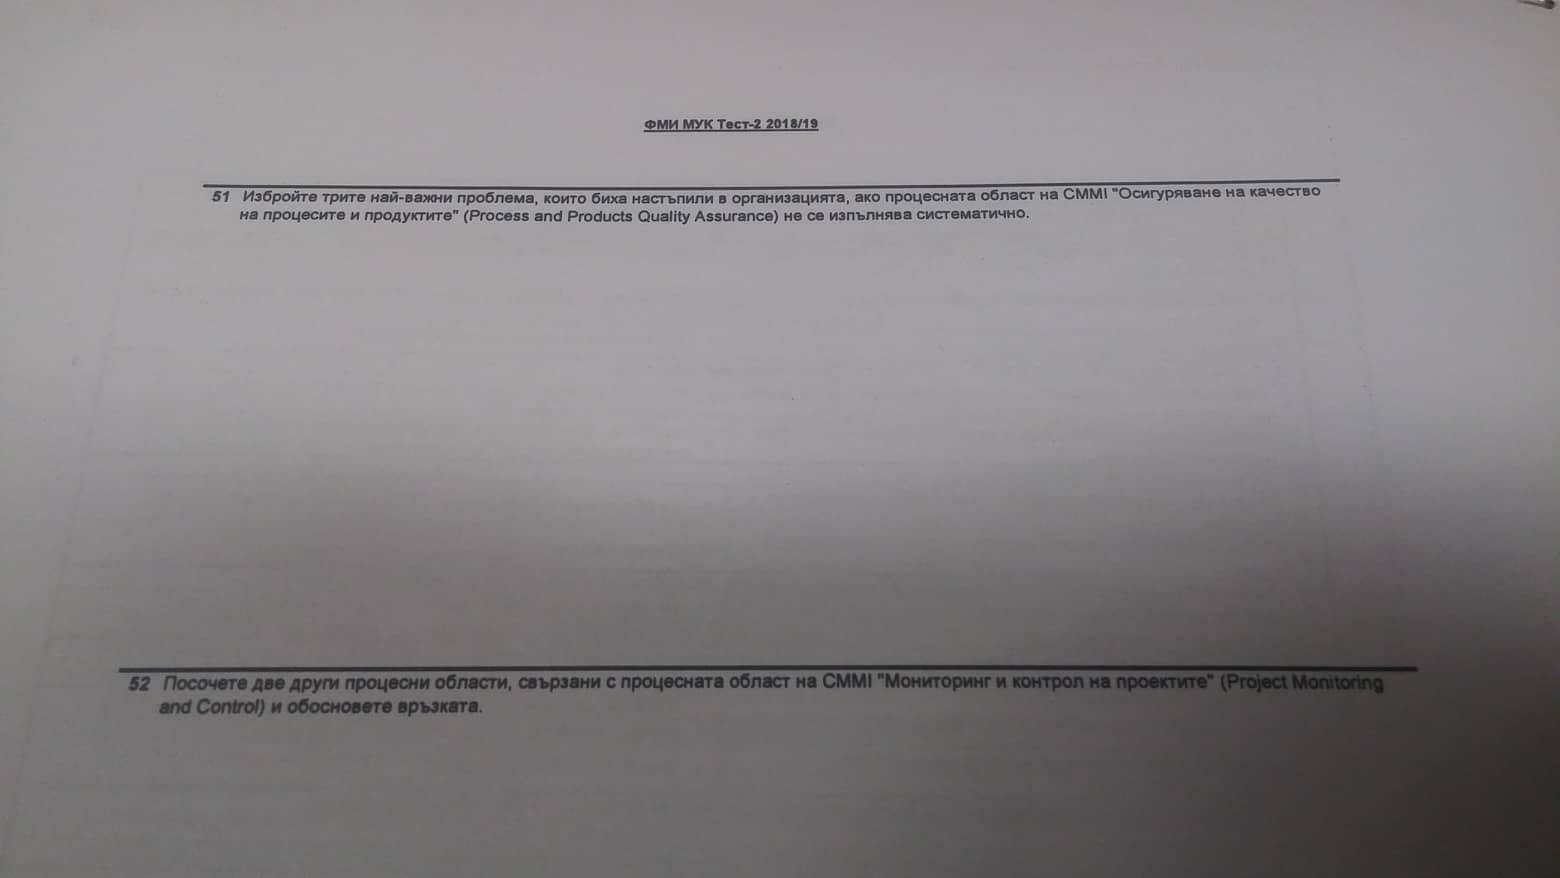 ФМИ МУК Тест-2 2018/19
51 Избройте трите най-важни проблема, които биха настъпили в организацията, ако процесната област на CMMI "Осигуряване на качество
на процесите и продуктите" (Process and Products Quality Assurance) не се изпълнява систематично.
52 Посочете две други процесни области, свързани с процесната област на CMMI "Мониторинг и контрол на проектите" (Project Monitoring
and Control) и обосновете връзката.